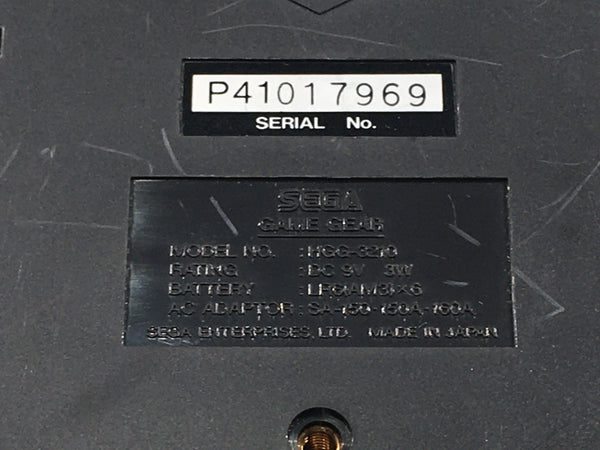 P41017969
SERIAL No.
SEGA
GAME GEAR
MODEL NO. : HGG-3210
RATING : DC 9V 3W
BATTERY : LR6(AM3)×6
AC ADAPTOR : SA-150-150A-160A
SEGA ENTERPRISES, LTD. MADE IN JAPAN